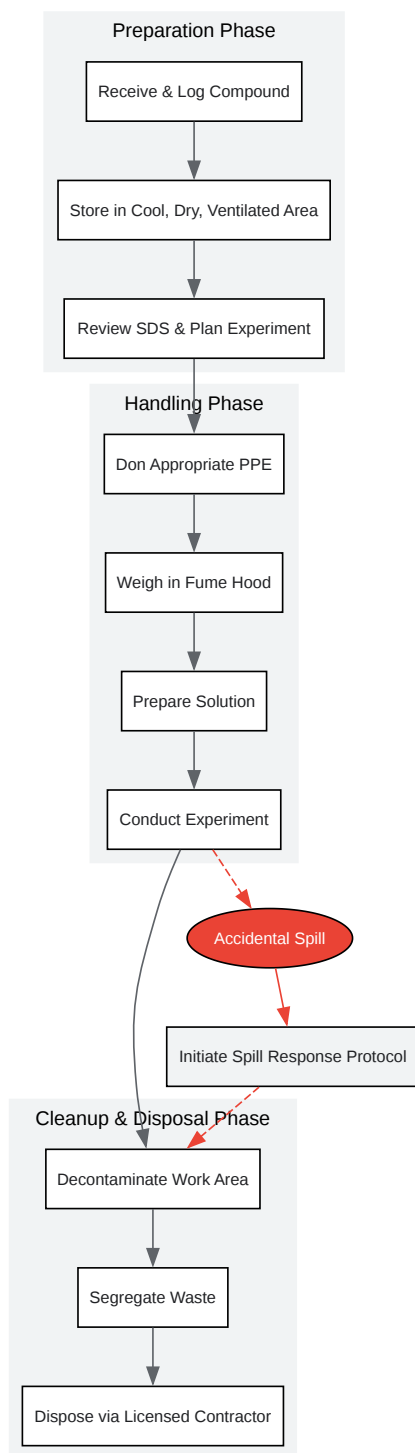 Preparation Phase
Receive & Log Compound
Store in Cool, Dry, Ventilated Area
Review SDS & Plan Experiment
Handling Phase
Don Appropriate PPE
Weigh in Fume Hood
Prepare Solution
Conduct Experiment
Accidental Spill
Initiate Spill Response Protocol
Cleanup & Disposal Phase
Decontaminate Work Area
Segregate Waste
Dispose via Licensed Contractor